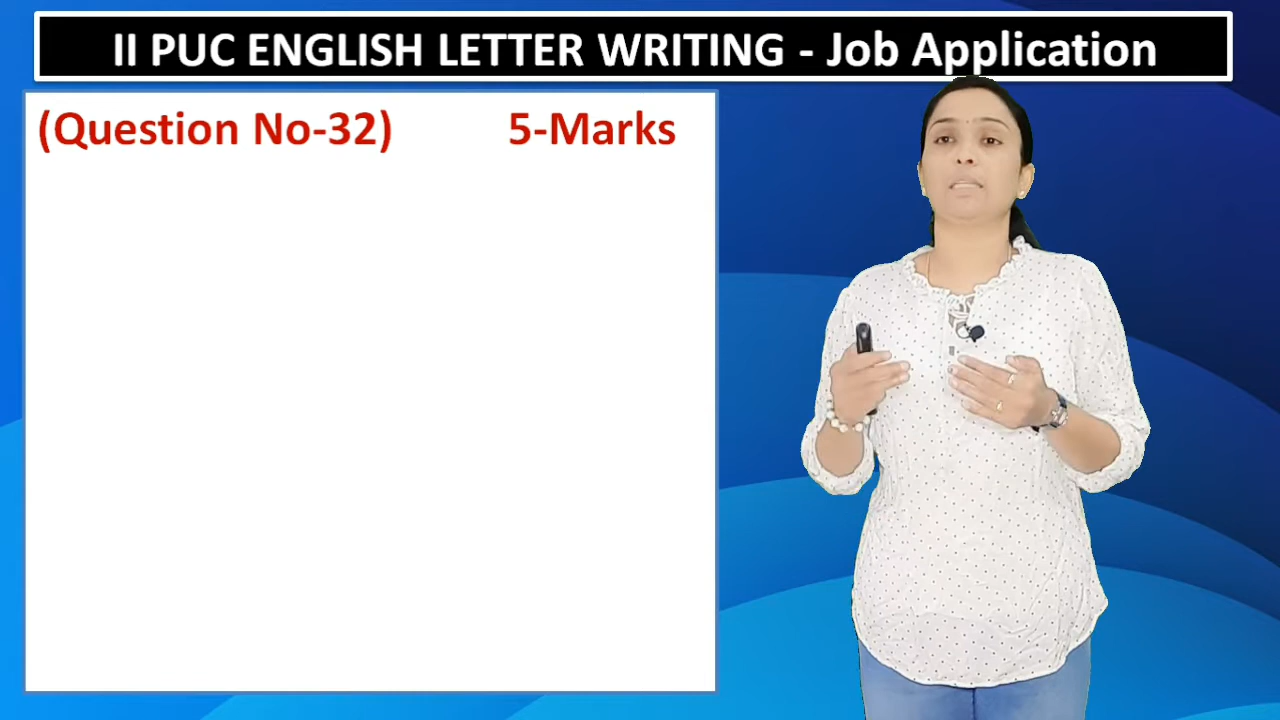 II PUC ENGLISH LETTER WRITING - Job Application
(Question No-32) 5-Marks